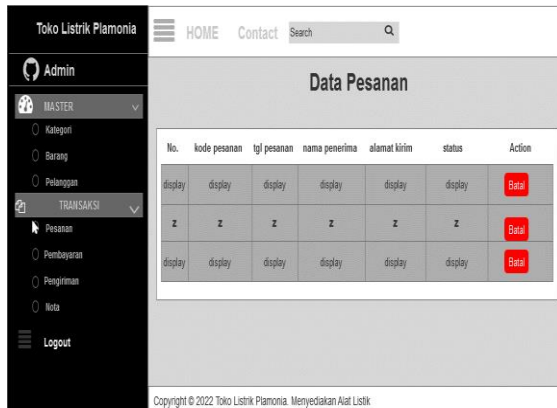 Toko Listrik Plamonia
HOME Contact Search
Admin
MASTER
Kategori
Barang
Pelanggan
TRANSAKSI
Pesanan
Pembayaran
Pengiriman
Nota
Logout
Data Pesanan
No. kode pesanan tgl pesanan nama penerima alamat kirim status Action
display display display display display display Batal
z z z z z z Batal
display display display display display display Batal
Copyright © 2022 Toko Listrik Plamonia. Menyediakan Alat Listik